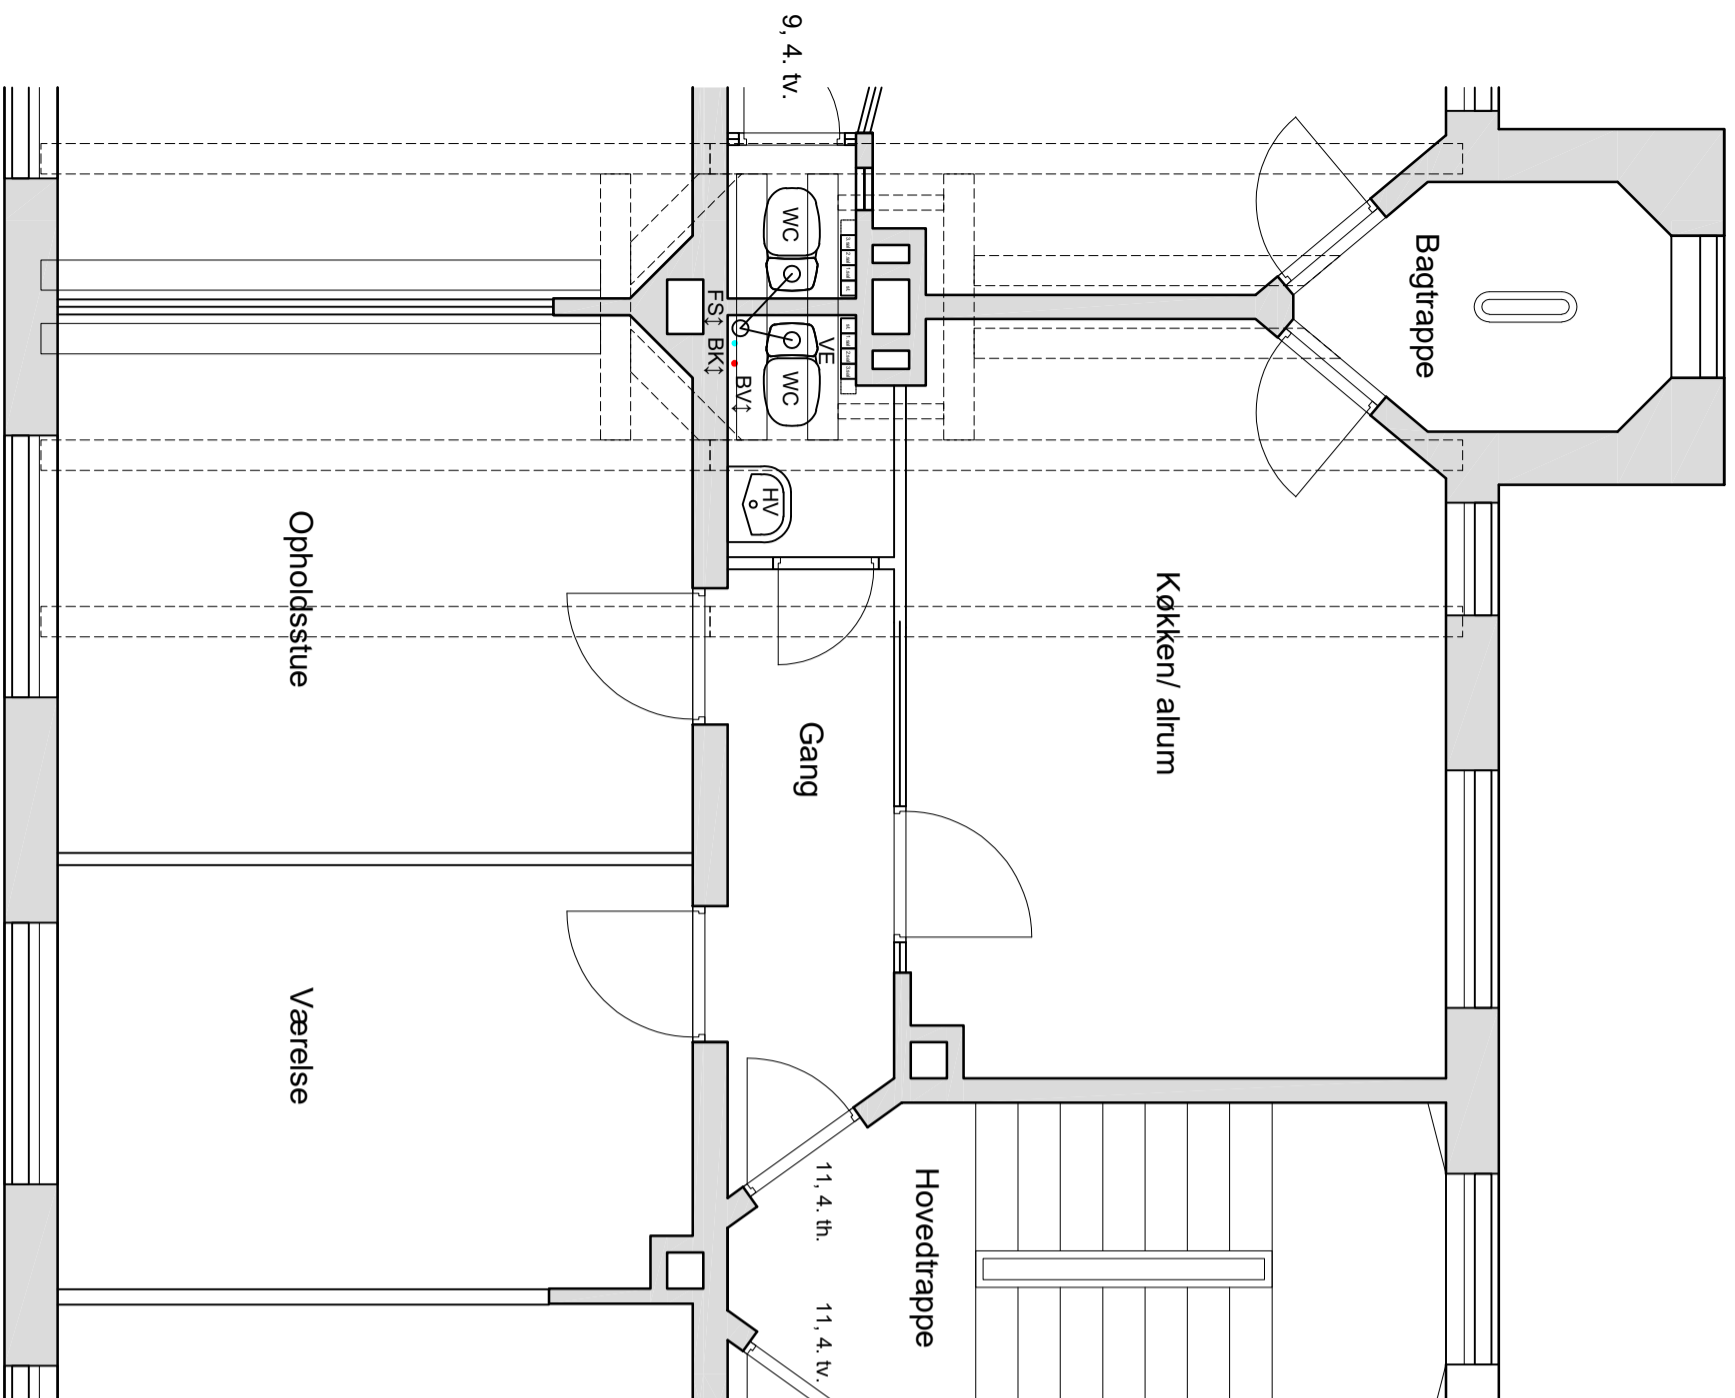 9, 4. tv.
Bagtrappe
WC
FS↕ BK↕
VE
WC
BV↕
HV
Opholdsstue
Køkken/ alrum
Gang
Værelse
11, 4. th.
Hovedtrappe
11, 4. tv.